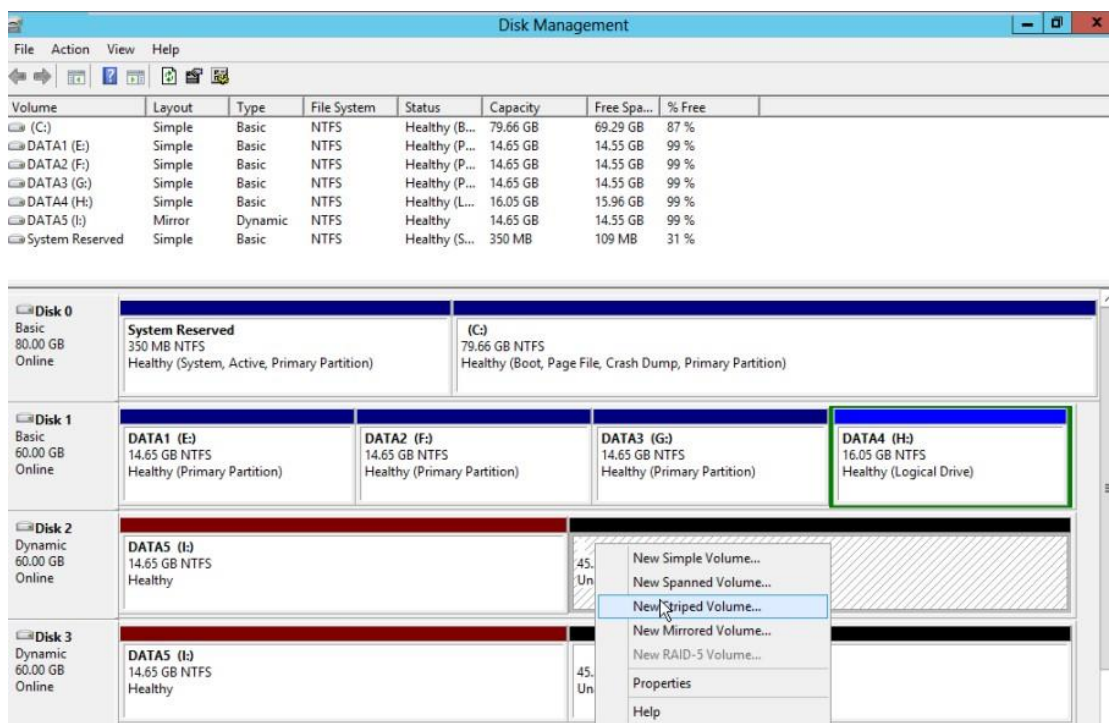 Disk Management
File Action View Help
Volume Layout Type File System Status Capacity Free Spa... % Free
(C:) Simple Basic NTFS Healthy (B... 79.66 GB 69.29 GB 87 %
DATA1 (E:) Simple Basic NTFS Healthy (P... 14.65 GB 14.55 GB 99 %
DATA2 (F:) Simple Basic NTFS Healthy (P... 14.65 GB 14.55 GB 99 %
DATA3 (G:) Simple Basic NTFS Healthy (P... 14.65 GB 14.55 GB 99 %
DATA4 (H:) Simple Basic NTFS Healthy (L... 16.05 GB 15.96 GB 99 %
DATA5 (I:) Mirror Dynamic NTFS Healthy 14.65 GB 14.55 GB 99 %
System Reserved Simple Basic NTFS Healthy (S... 350 MB 109 MB 31 %
Disk 0
Basic
80.00 GB
Online
System Reserved
350 MB NTFS
Healthy (System, Active, Primary Partition)
(C:)
79.66 GB NTFS
Healthy (Boot, Page File, Crash Dump, Primary Partition)
Disk 1
Basic
60.00 GB
Online
DATA1 (E:)
14.65 GB NTFS
Healthy (Primary Partition)
DATA2 (F:)
14.65 GB NTFS
Healthy (Primary Partition)
DATA3 (G:)
14.65 GB NTFS
Healthy (Primary Partition)
DATA4 (H:)
16.05 GB NTFS
Healthy (Logical Drive)
Disk 2
Dynamic
60.00 GB
Online
DATA5 (I:)
14.65 GB NTFS
Healthy
45.
Un
New Simple Volume...
New Spanned Volume...
New Striped Volume...
New Mirrored Volume...
New RAID-5 Volume...
Properties
Help
Disk 3
Dynamic
60.00 GB
Online
DATA5 (I:)
14.65 GB NTFS
Healthy
45.
Un